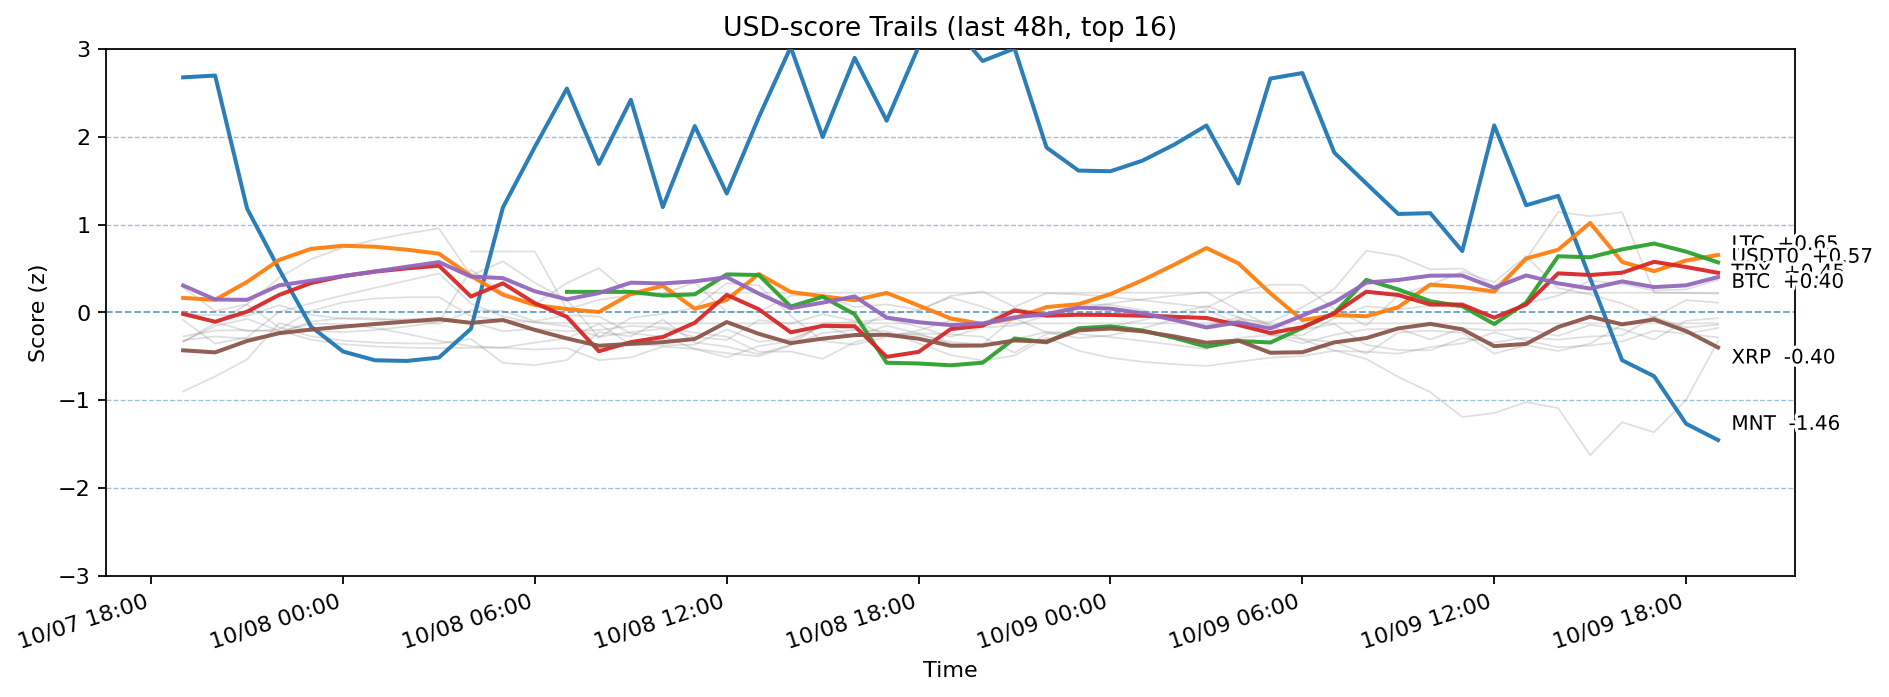 USD-score Trails (last 48h, top 16)
3
2
1
0
−1
−2
−3
Score (z)
LTC +0.65
USDT0 +0.57
TRX +0.45
BTC +0.40
XRP -0.40
MNT -1.46
10/07 18:00
10/08 00:00
10/08 06:00
10/08 12:00
10/08 18:00
10/09 00:00
10/09 06:00
10/09 12:00
10/09 18:00
Time